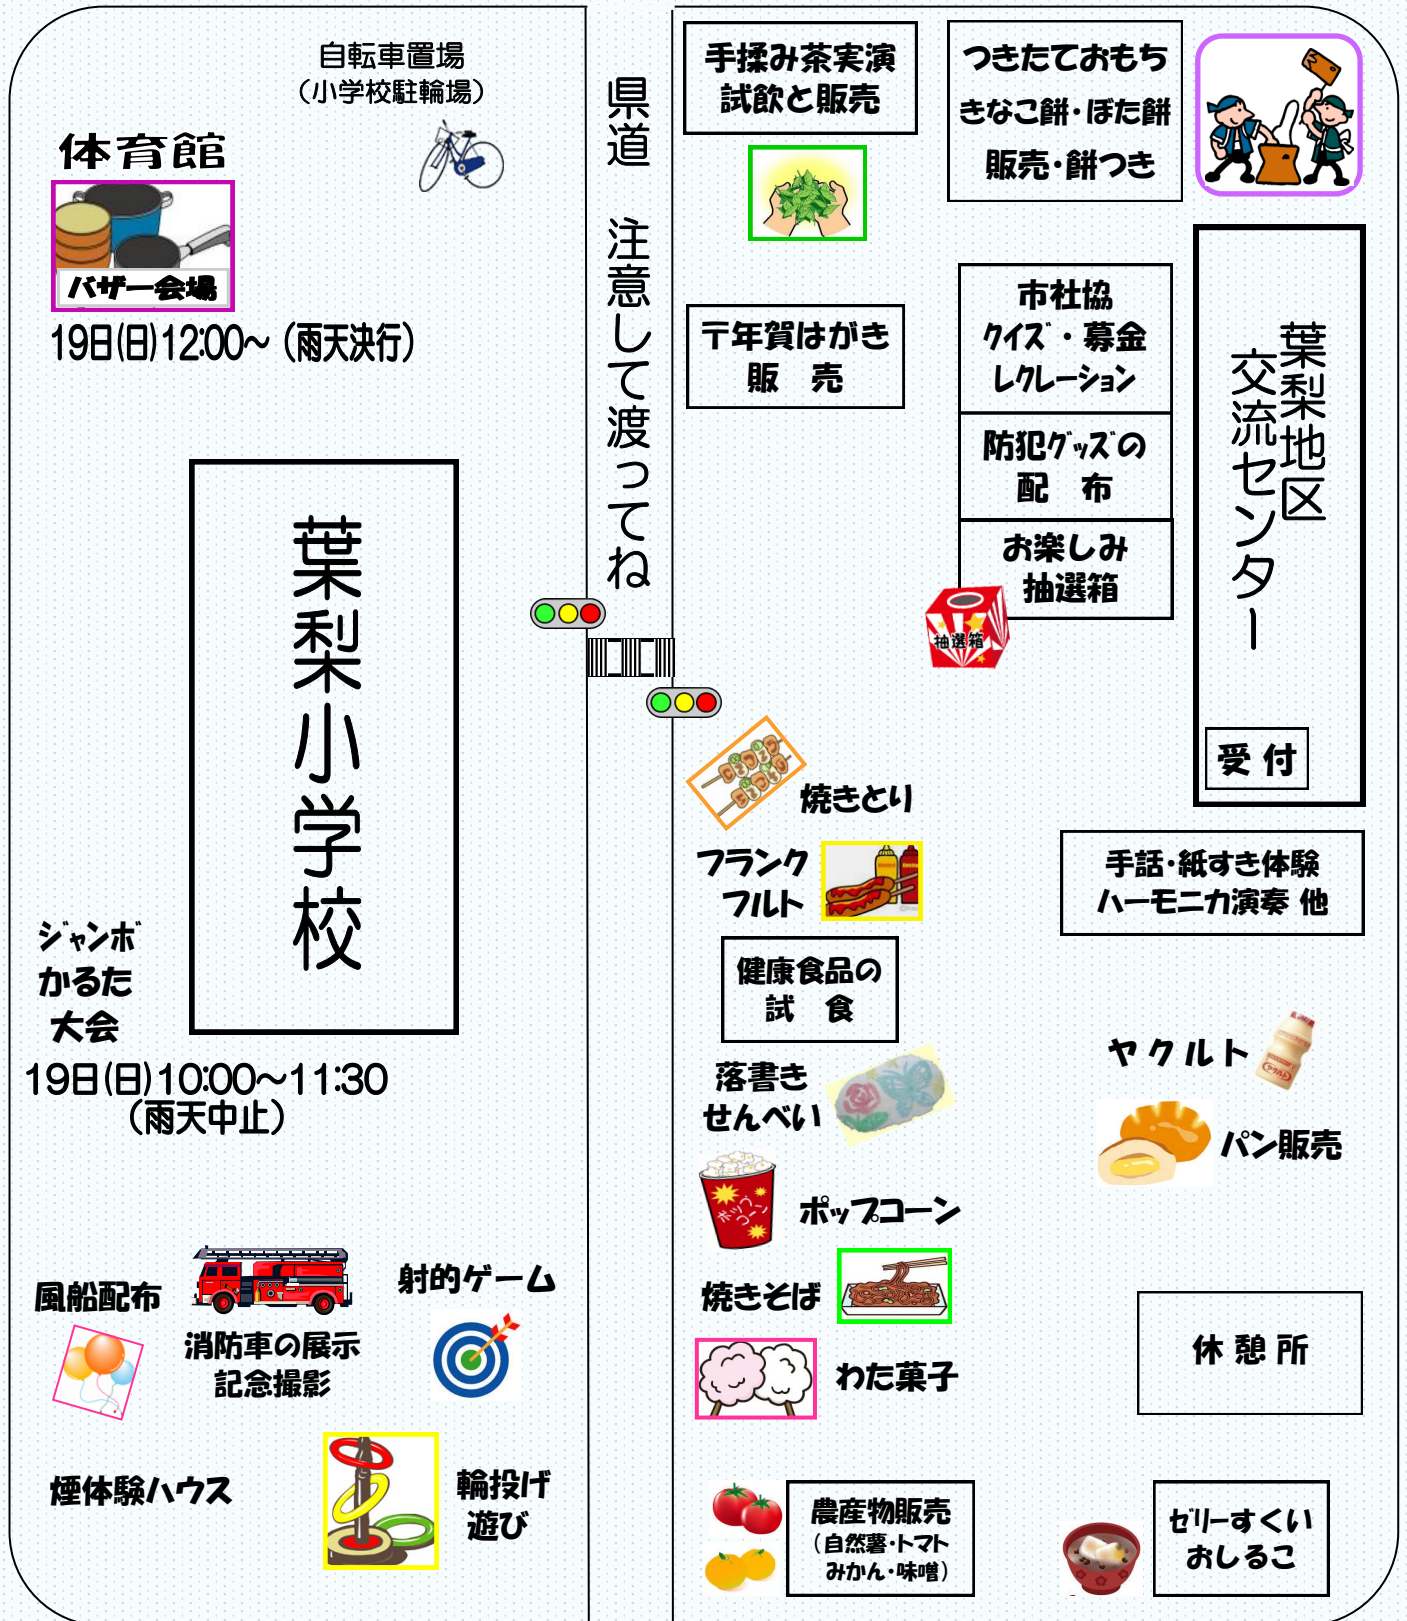 自転車置場
（小学校駐輪場）
体育館
バザー会場
19日(日)12:00～（雨天決行）
葉梨小学校
ジャンボ
かるた
大会
19日(日)10:00～11:30
（雨天中止）
風船配布
消防車の展示
記念撮影
射的ゲーム
煙体験ハウス
輪投げ
遊び
県道　注意して渡ってね
手揉み茶実演
試飲と販売
つきたておもち
きなこ餅・ぼた餅
販売・餅つき
〒年賀はがき
販　売
市社協
クイズ・募金
レクレーション
防犯グッズの
配　布
お楽しみ
抽選箱
抽選箱
葉梨地区
交流センター
受付
焼きとり
フランク
フルト
手話・紙すき体験
ハーモニカ演奏 他
健康食品の
試　食
落書き
せんべい
ヤクルト
ヤクルト
パン販売
ポップコーン
ポップ
コーン
焼きそば
わた菓子
休憩所
農産物販売
（自然薯・トマト
みかん・味噌）
ゼリーすくい
おしるこ